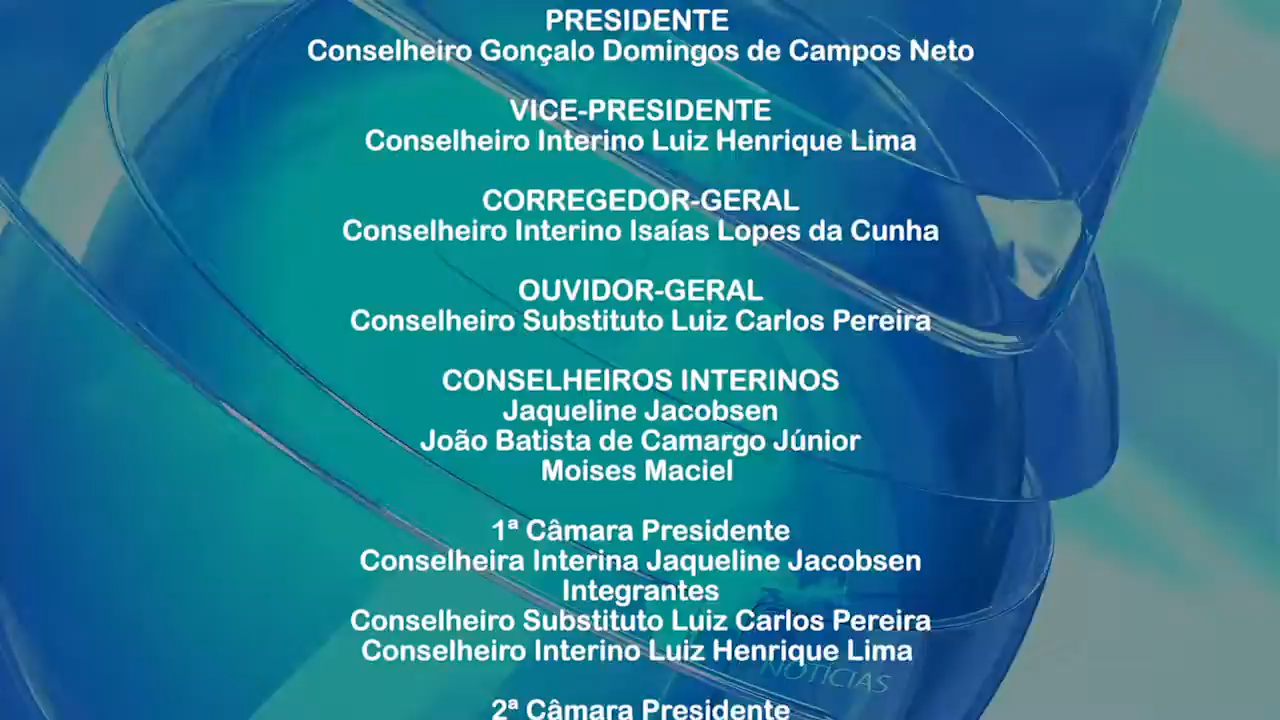 PRESIDENTE
Conselheiro Gonçalo Domingos de Campos Neto
VICE-PRESIDENTE
Conselheiro Interino Luiz Henrique Lima
CORREGEDOR-GERAL
Conselheiro Interino Isaías Lopes da Cunha
OUVIDOR-GERAL
Conselheiro Substituto Luiz Carlos Pereira
CONSELHEIROS INTERINOS
Jaqueline Jacobsen
João Batista de Camargo Júnior
Moises Maciel
1ª Câmara Presidente
Conselheira Interina Jaqueline Jacobsen
Integrantes
Conselheiro Substituto Luiz Carlos Pereira
Conselheiro Interino Luiz Henrique Lima
NOTÍCIAS
2ª Câmara Presidente